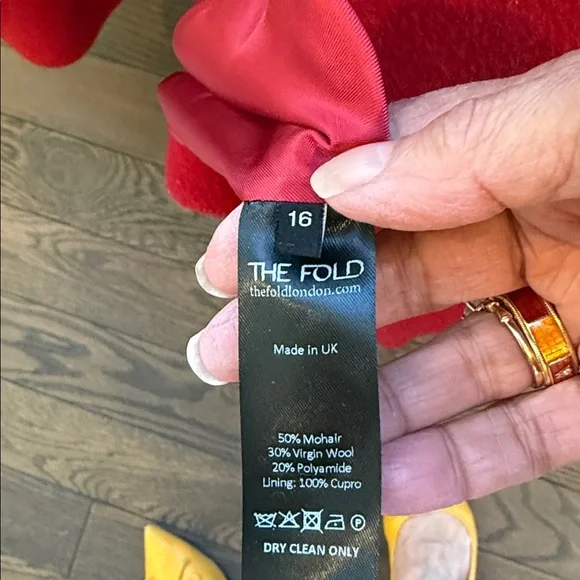 16
THE FOLD
thefoldlondon.com
Made in UK
50% Mohair
30% Virgin Wool
20% Polyamide
Lining: 100% Cupro
P
DRY CLEAN ONLY